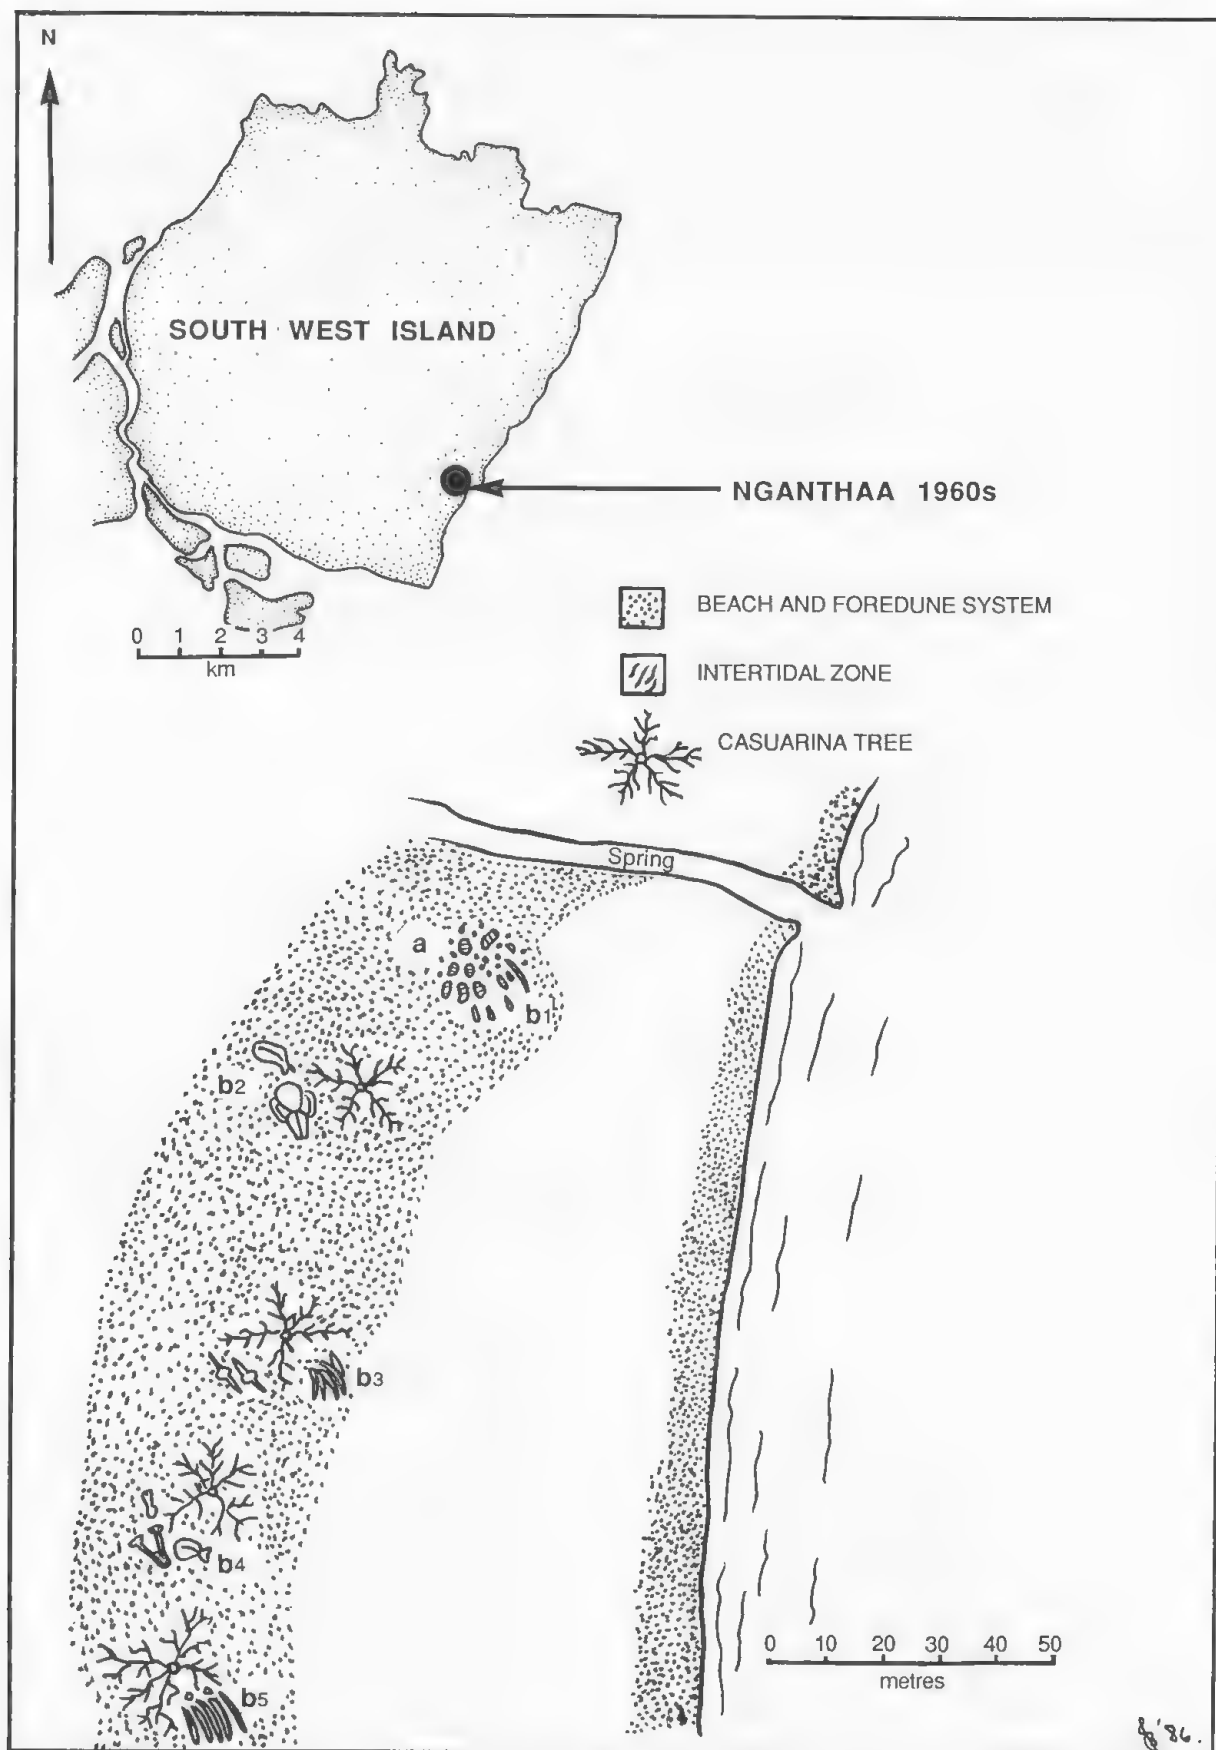 N
SOUTH WEST ISLAND
NGANTHAA 1960s
0 1 2 3 4
km
BEACH AND FOREDUNE SYSTEM
INTERTIDAL ZONE
CASUARINA TREE
Spring
a
b1
b2
b3
b4
b5
0 10 20 30 40 50
metres
'86.